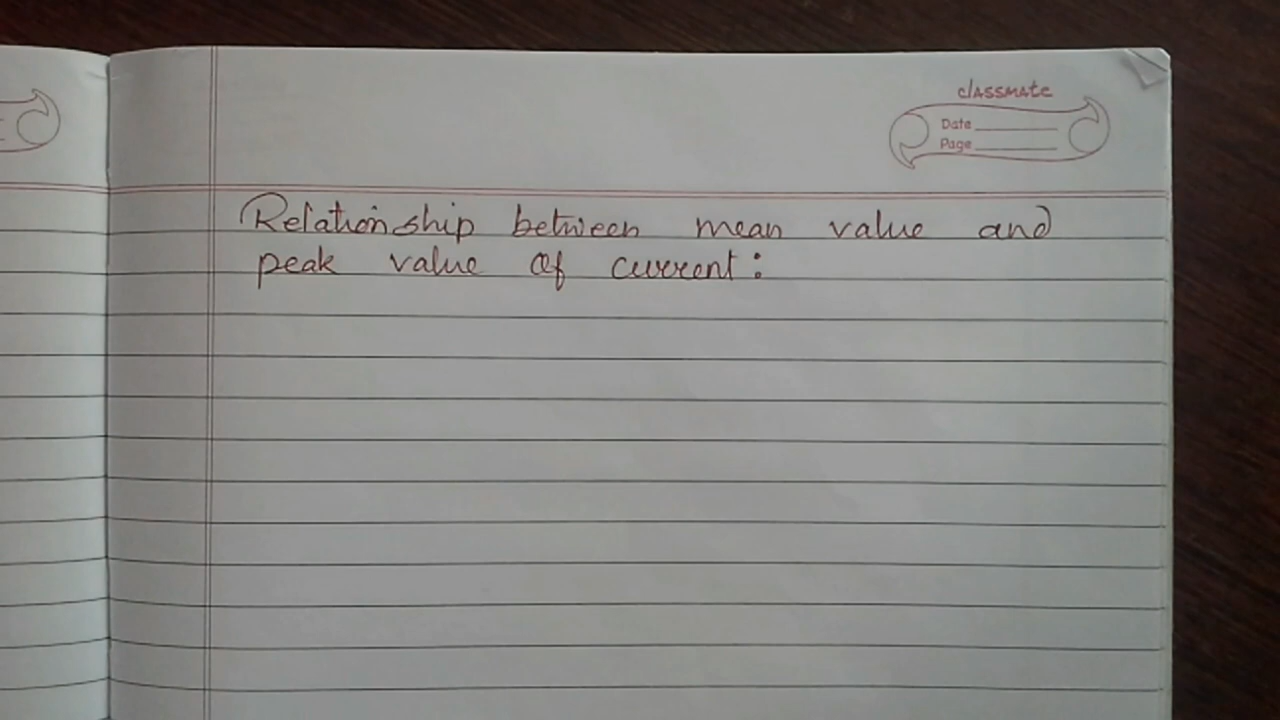 classmate
Date
Page
Relationship between mean value and
peak value of current: